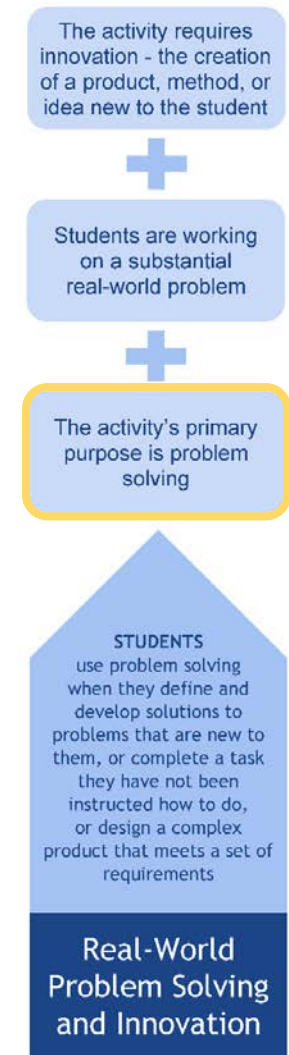 The activity requires
innovation - the creation
of a product, method, or
idea new to the student
Students are working
on a substantial
real-world problem
The activity's primary
purpose is problem
solving
STUDENTS
use problem solving
when they define and
develop solutions to
problems that are new to
them, or complete a task
they have not been
instructed how to do,
or design a complex
product that meets a set of
requirements
Real-World
Problem Solving
and Innovation